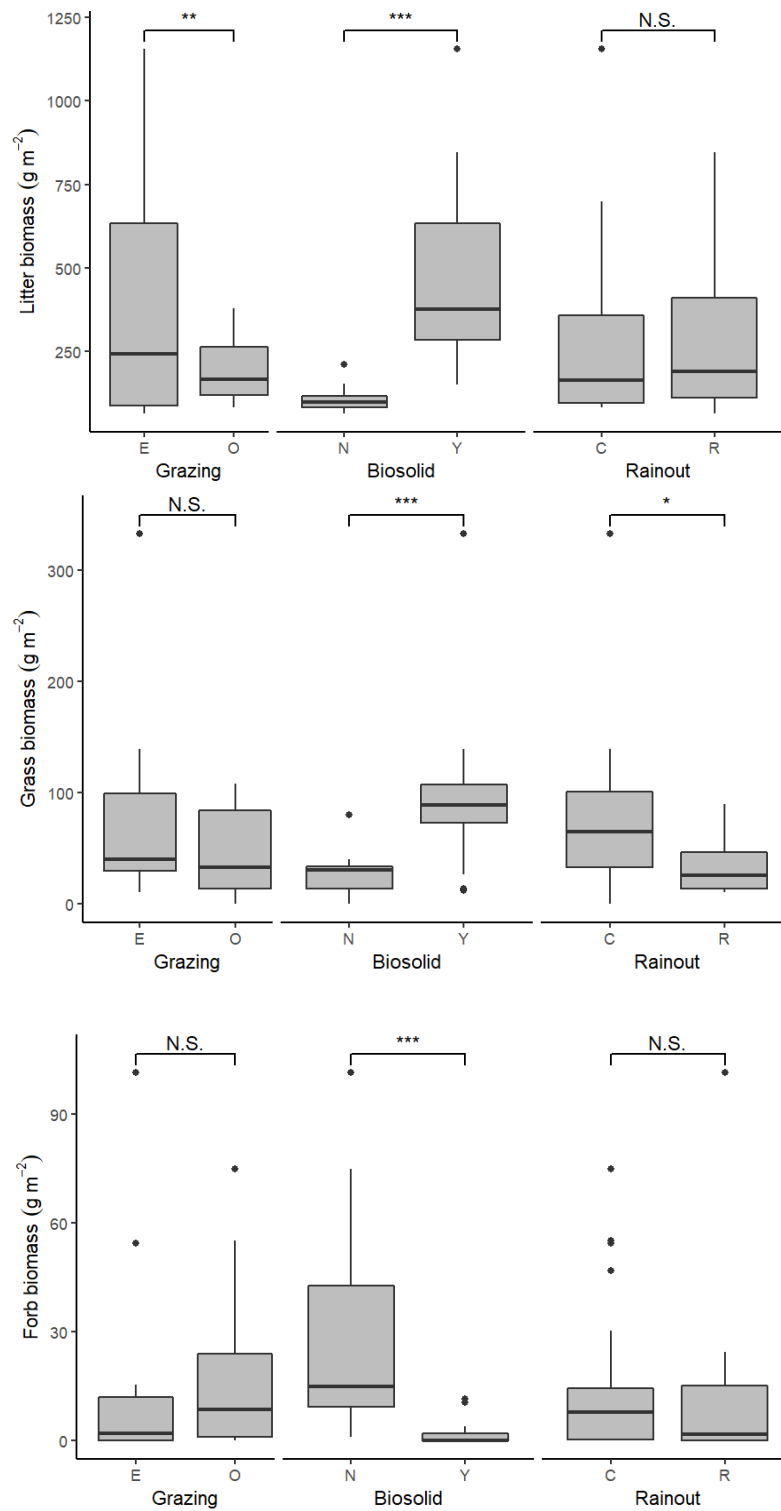 ** *** N.S.
1250
1000
750
500
250
Litter biomass (g m⁻²)
E O N Y C R
Grazing Biosolid Rainout
N.S. *** *
300
200
100
0
Grass biomass (g m⁻²)
E O N Y C R
Grazing Biosolid Rainout
N.S. *** N.S.
90
60
30
0
Forb biomass (g m⁻²)
E O N Y C R
Grazing Biosolid Rainout